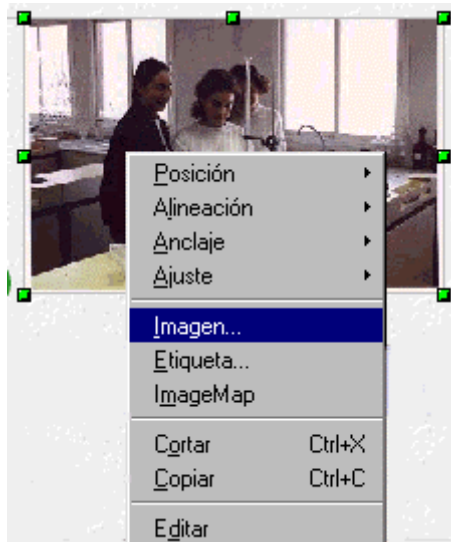 Posición
Alineación
Anclaje
Ajuste
Imagen...
Etiqueta...
ImageMap
Cortar Ctrl+X
Copiar Ctrl+C
Editar